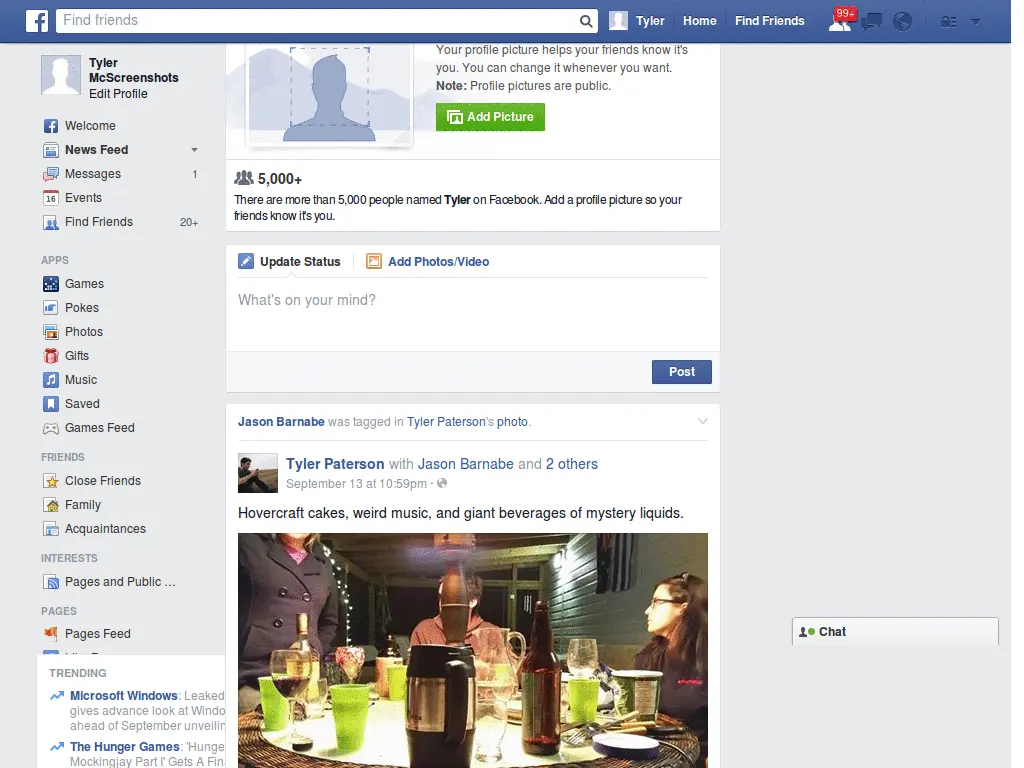 Find friends
Tyler
Home
Find Friends
99+
Tyler
McScreenshots
Edit Profile
Welcome
News Feed
Messages 1
16 Events
Find Friends 20+
APPS
Games
Pokes
Photos
Gifts
Music
Saved
Games Feed
FRIENDS
Close Friends
Family
Acquaintances
INTERESTS
Pages and Public ...
PAGES
Pages Feed
TRENDING
Microsoft Windows: Leaked
gives advance look at Windo
ahead of September unveilin
The Hunger Games: 'Hunge
Mockingjay Part I' Gets A Fin
Your profile picture helps your friends know it's
you. You can change it whenever you want.
Note: Profile pictures are public.
Add Picture
5,000+
There are more than 5,000 people named Tyler on Facebook. Add a profile picture so your
friends know it's you.
Update Status
Add Photos/Video
What's on your mind?
Post
Jason Barnabe was tagged in Tyler Paterson's photo.
Tyler Paterson with Jason Barnabe and 2 others
September 13 at 10:59pm ·
Hovercraft cakes, weird music, and giant beverages of mystery liquids.
Chat